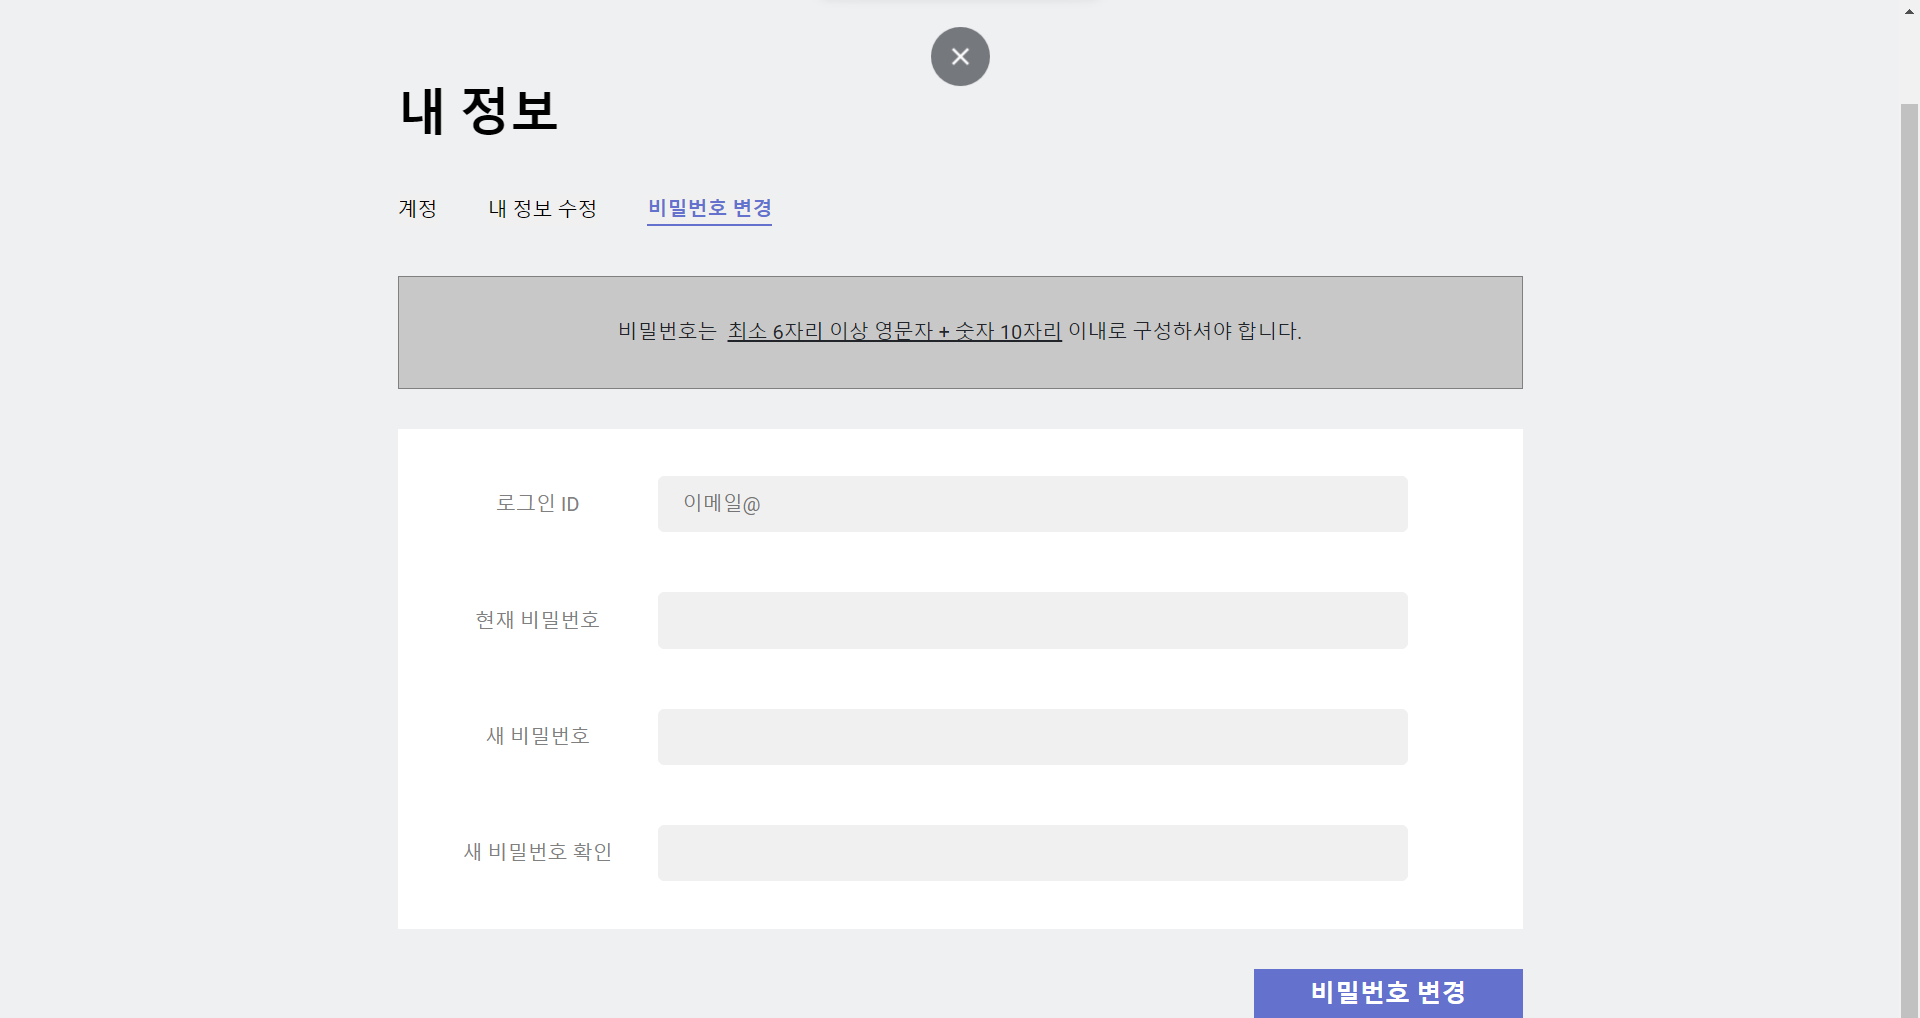 내 정보
계정 내 정보 수정 비밀번호 변경
비밀번호는 최소 6자리 이상 영문자 + 숫자 10자리 이내로 구성하셔야 합니다.
로그인 ID 이메일@
현재 비밀번호
새 비밀번호
새 비밀번호 확인
비밀번호 변경